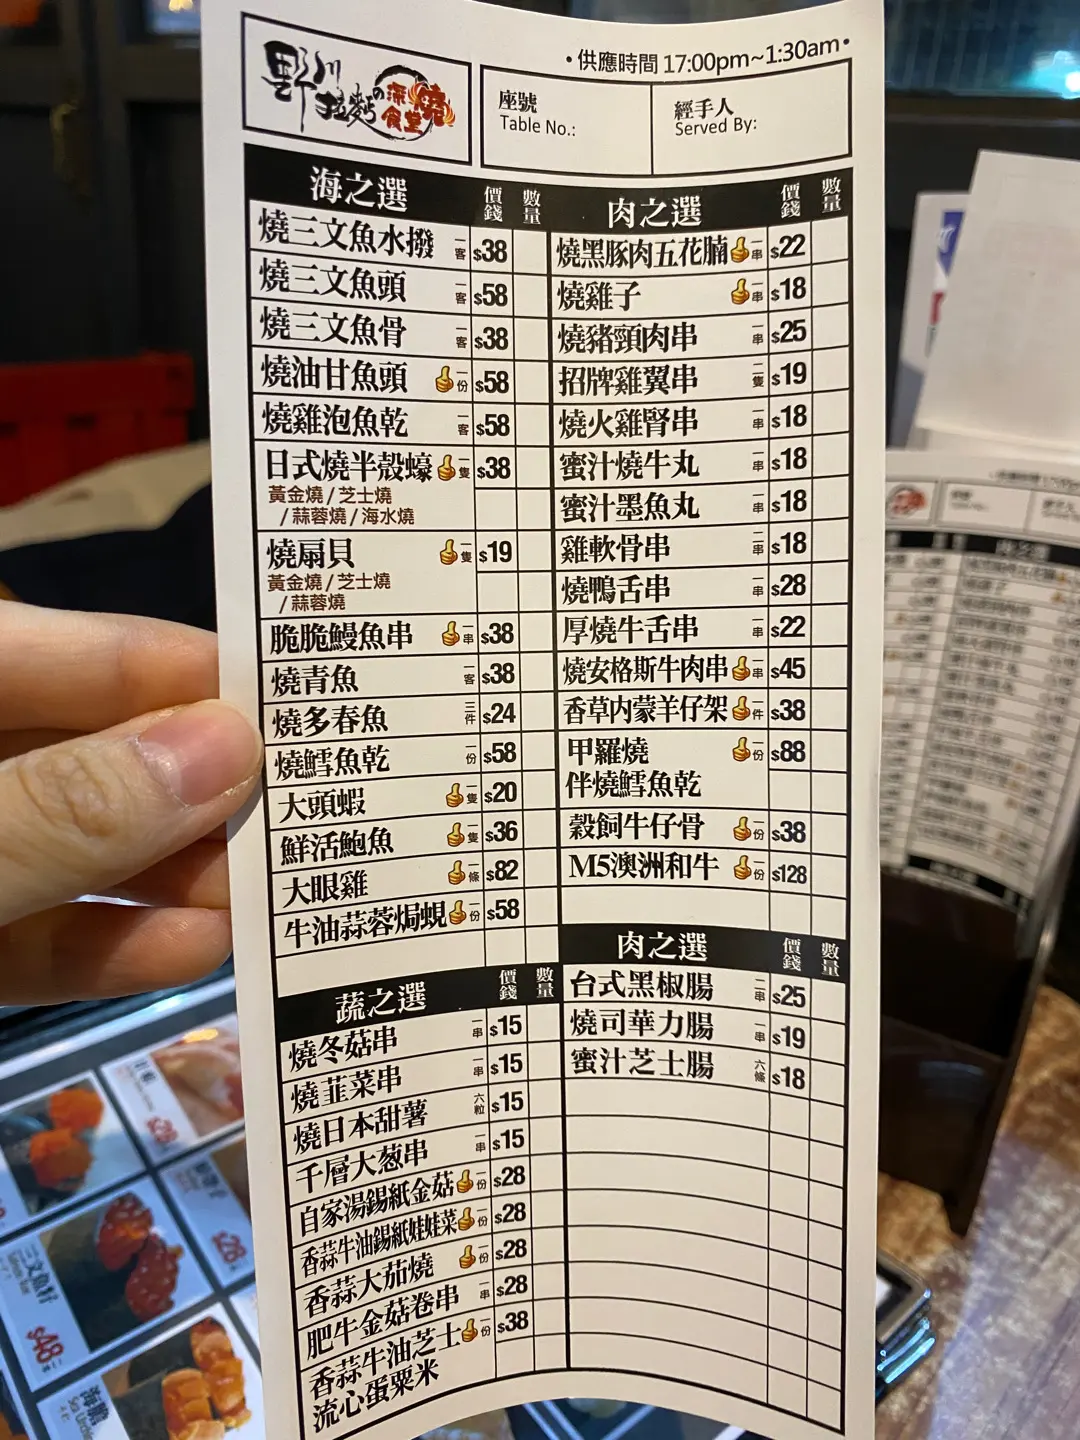 野川
拉麵の深燒
食堂
•供應時間 17:00pm~1:30am•
座號
Table No.:
經手人
Served By:
海之選 價錢 數量
燒三文魚水撥 一客 $38
燒三文魚頭 一客 $58
燒三文魚骨 一客 $38
燒油甘魚頭 一份 $58
燒雞泡魚乾 一客 $58
日式燒半殼蠔 一隻 $38
黃金燒/芝士燒
/蒜蓉燒/海水燒
燒扇貝 一隻 $19
黃金燒/芝士燒
/蒜蓉燒
脆脆鰻魚串 一串 $38
燒青魚 一客 $38
燒多春魚 三件 $24
燒鱈魚乾 一份 $58
大頭蝦 一隻 $20
鮮活鮑魚 一隻 $36
大眼雞 一條 $82
牛油蒜蓉焗蜆 一份 $58
蔬之選 價錢 數量
燒冬菇串 一串 $15
燒韮菜串 一串 $15
燒日本甜薯 六粒 $15
千層大葱串 一串 $15
自家湯錫紙金菇 一份 $28
香蒜牛油錫紙娃娃菜 一份 $28
香蒜大茄燒 一份 $28
肥牛金菇卷串 一串 $28
香蒜牛油芝士 一份 $38
流心蛋粟米
肉之選 價錢 數量
燒黑豚肉五花腩 一串 $22
燒雞子 一串 $18
燒豬頸肉串 一串 $25
招牌雞翼串 二隻 $19
燒火雞腎串 一串 $18
蜜汁燒牛丸 一串 $18
蜜汁墨魚丸 一串 $18
雞軟骨串 二串 $18
燒鴨舌串 一串 $28
厚燒牛舌串 一串 $22
燒安格斯牛肉串 一串 $45
香草内蒙羊仔架 一件 $38
甲羅燒 一份 $88
伴燒鱈魚乾
穀飼牛仔骨 一份 $38
M5澳洲和牛 一份 $128
肉之選 價錢 數量
台式黑椒腸 二串 $25
燒司華力腸 一串 $19
蜜汁芝士腸 六條 $18
$28
$28
三文魚籽
$48
海膽